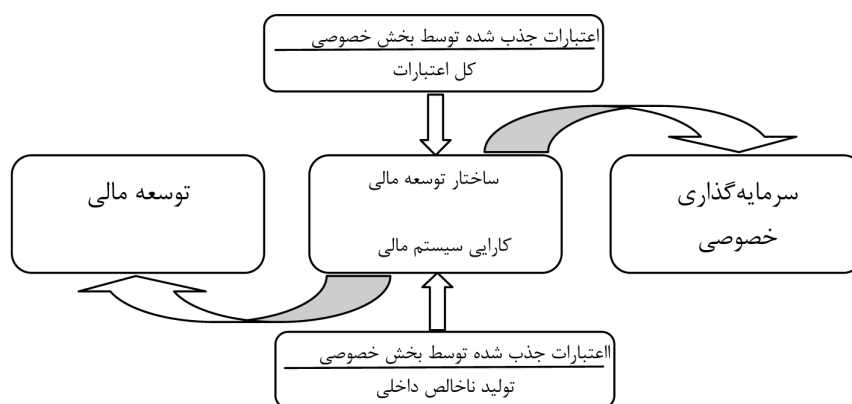 اعتبارات جذب شده توسط بخش خصوصی
کل اعتبارات
ساختار توسعه مالی
توسعه مالی
سرمایه‌گذاری
خصوصی
کارایی سیستم مالی
ااعتبارات جذب شده توسط بخش خصوصی
تولید ناخالص داخلی